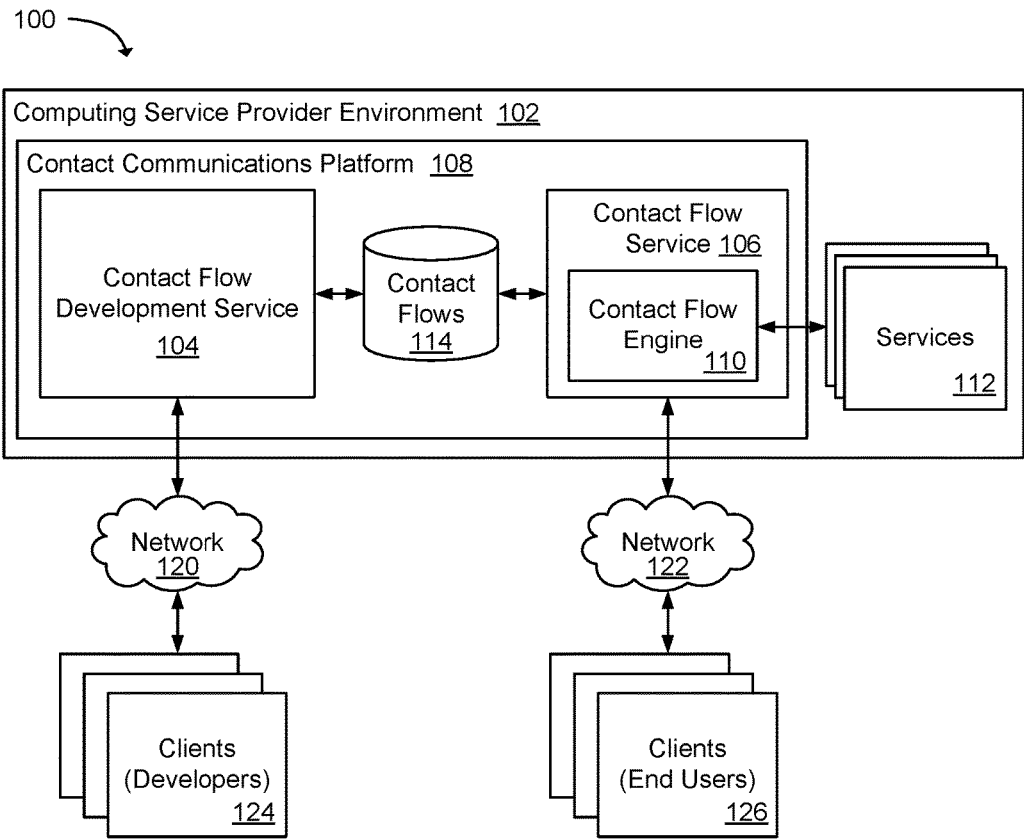 100
Computing Service Provider Environment 102
Contact Communications Platform 108
Contact Flow
Development Service
104
Contact
Flows
114
Contact Flow
Service 106
Contact Flow
Engine
110
Services
112
Network
120
Network
122
Clients
(Developers)
124
Clients
(End Users)
126